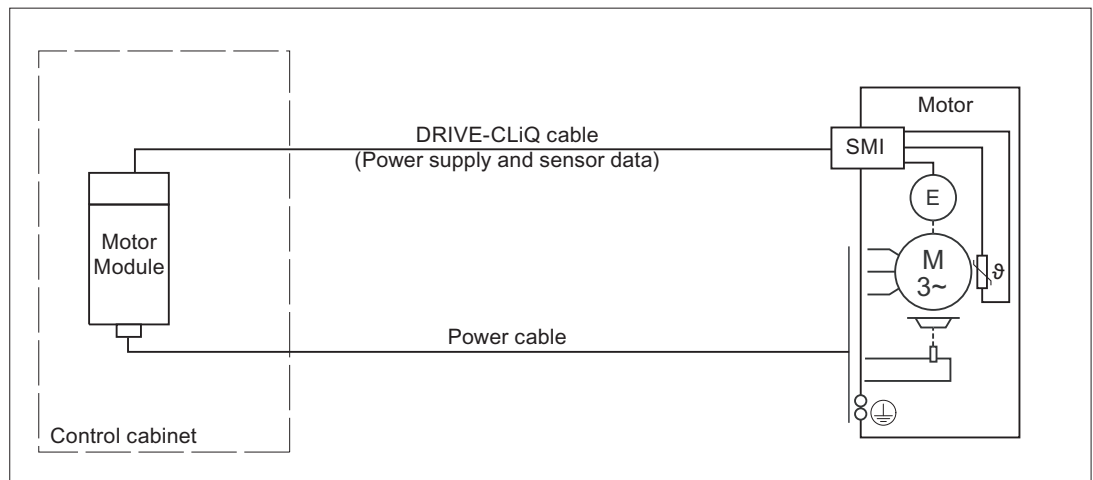 Motor
DRIVE-CLiQ cable
(Power supply and sensor data)
SMI
E
Motor
Module
M
3~
ϑ
Power cable
Control cabinet